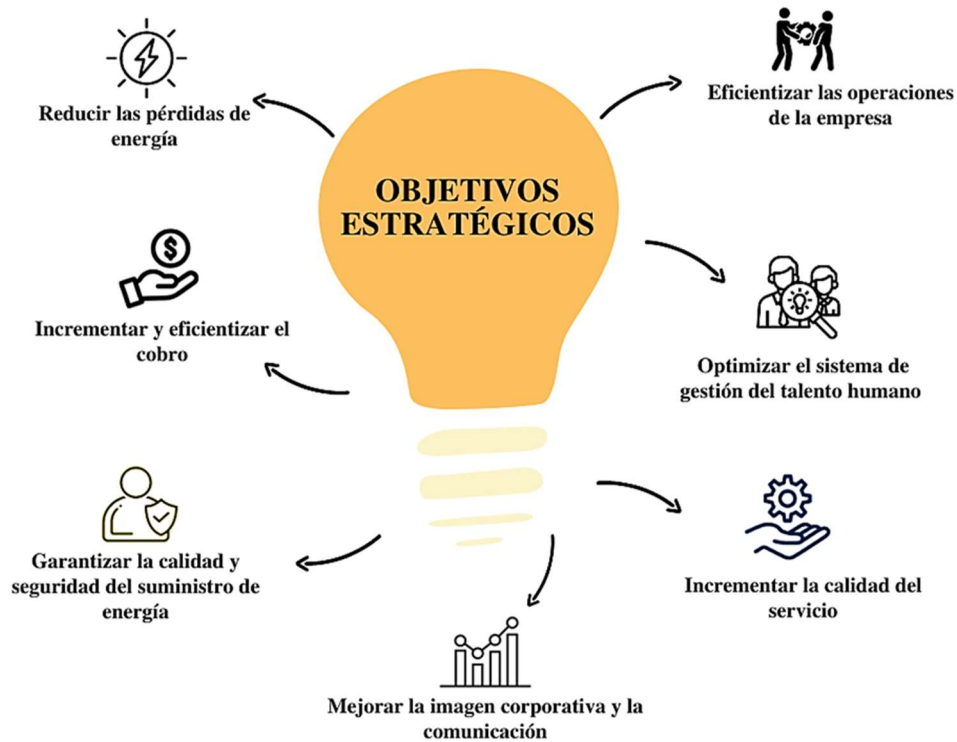 OBJETIVOS
ESTRATÉGICOS
Reducir las pérdidas de
energía
Incrementar y eficientizar el
cobro
Garantizar la calidad y
seguridad del suministro de
energía
Mejorar la imagen corporativa y la
comunicación
Incrementar la calidad del
servicio
Optimizar el sistema de
gestión del talento humano
Eficientizar las operaciones
de la empresa